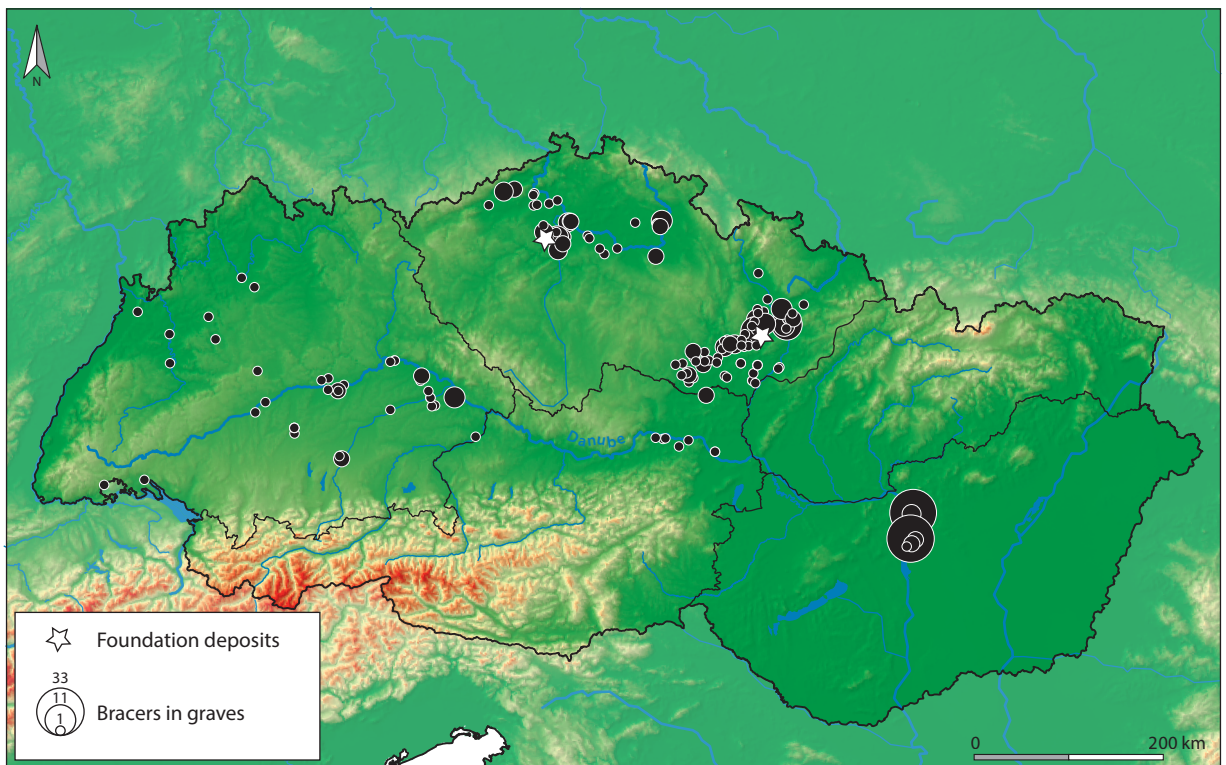 N
Danube
Foundation deposits
33
11
1
Bracers in graves
0 200 km